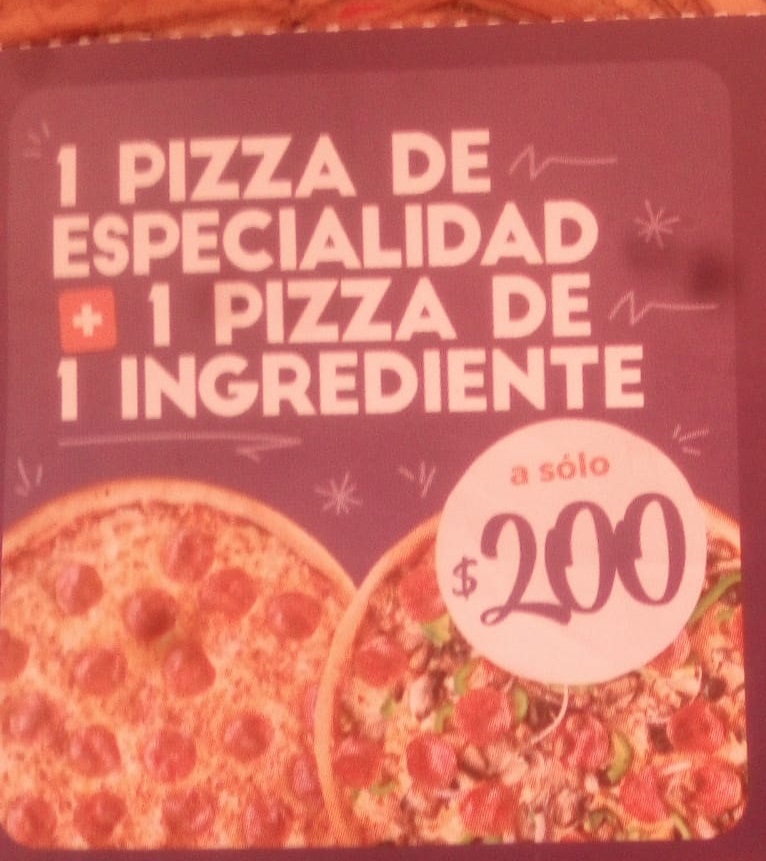 1 PIZZA DE
ESPECIALIDAD
+ 1 PIZZA DE
1 INGREDIENTE
a sólo
$200